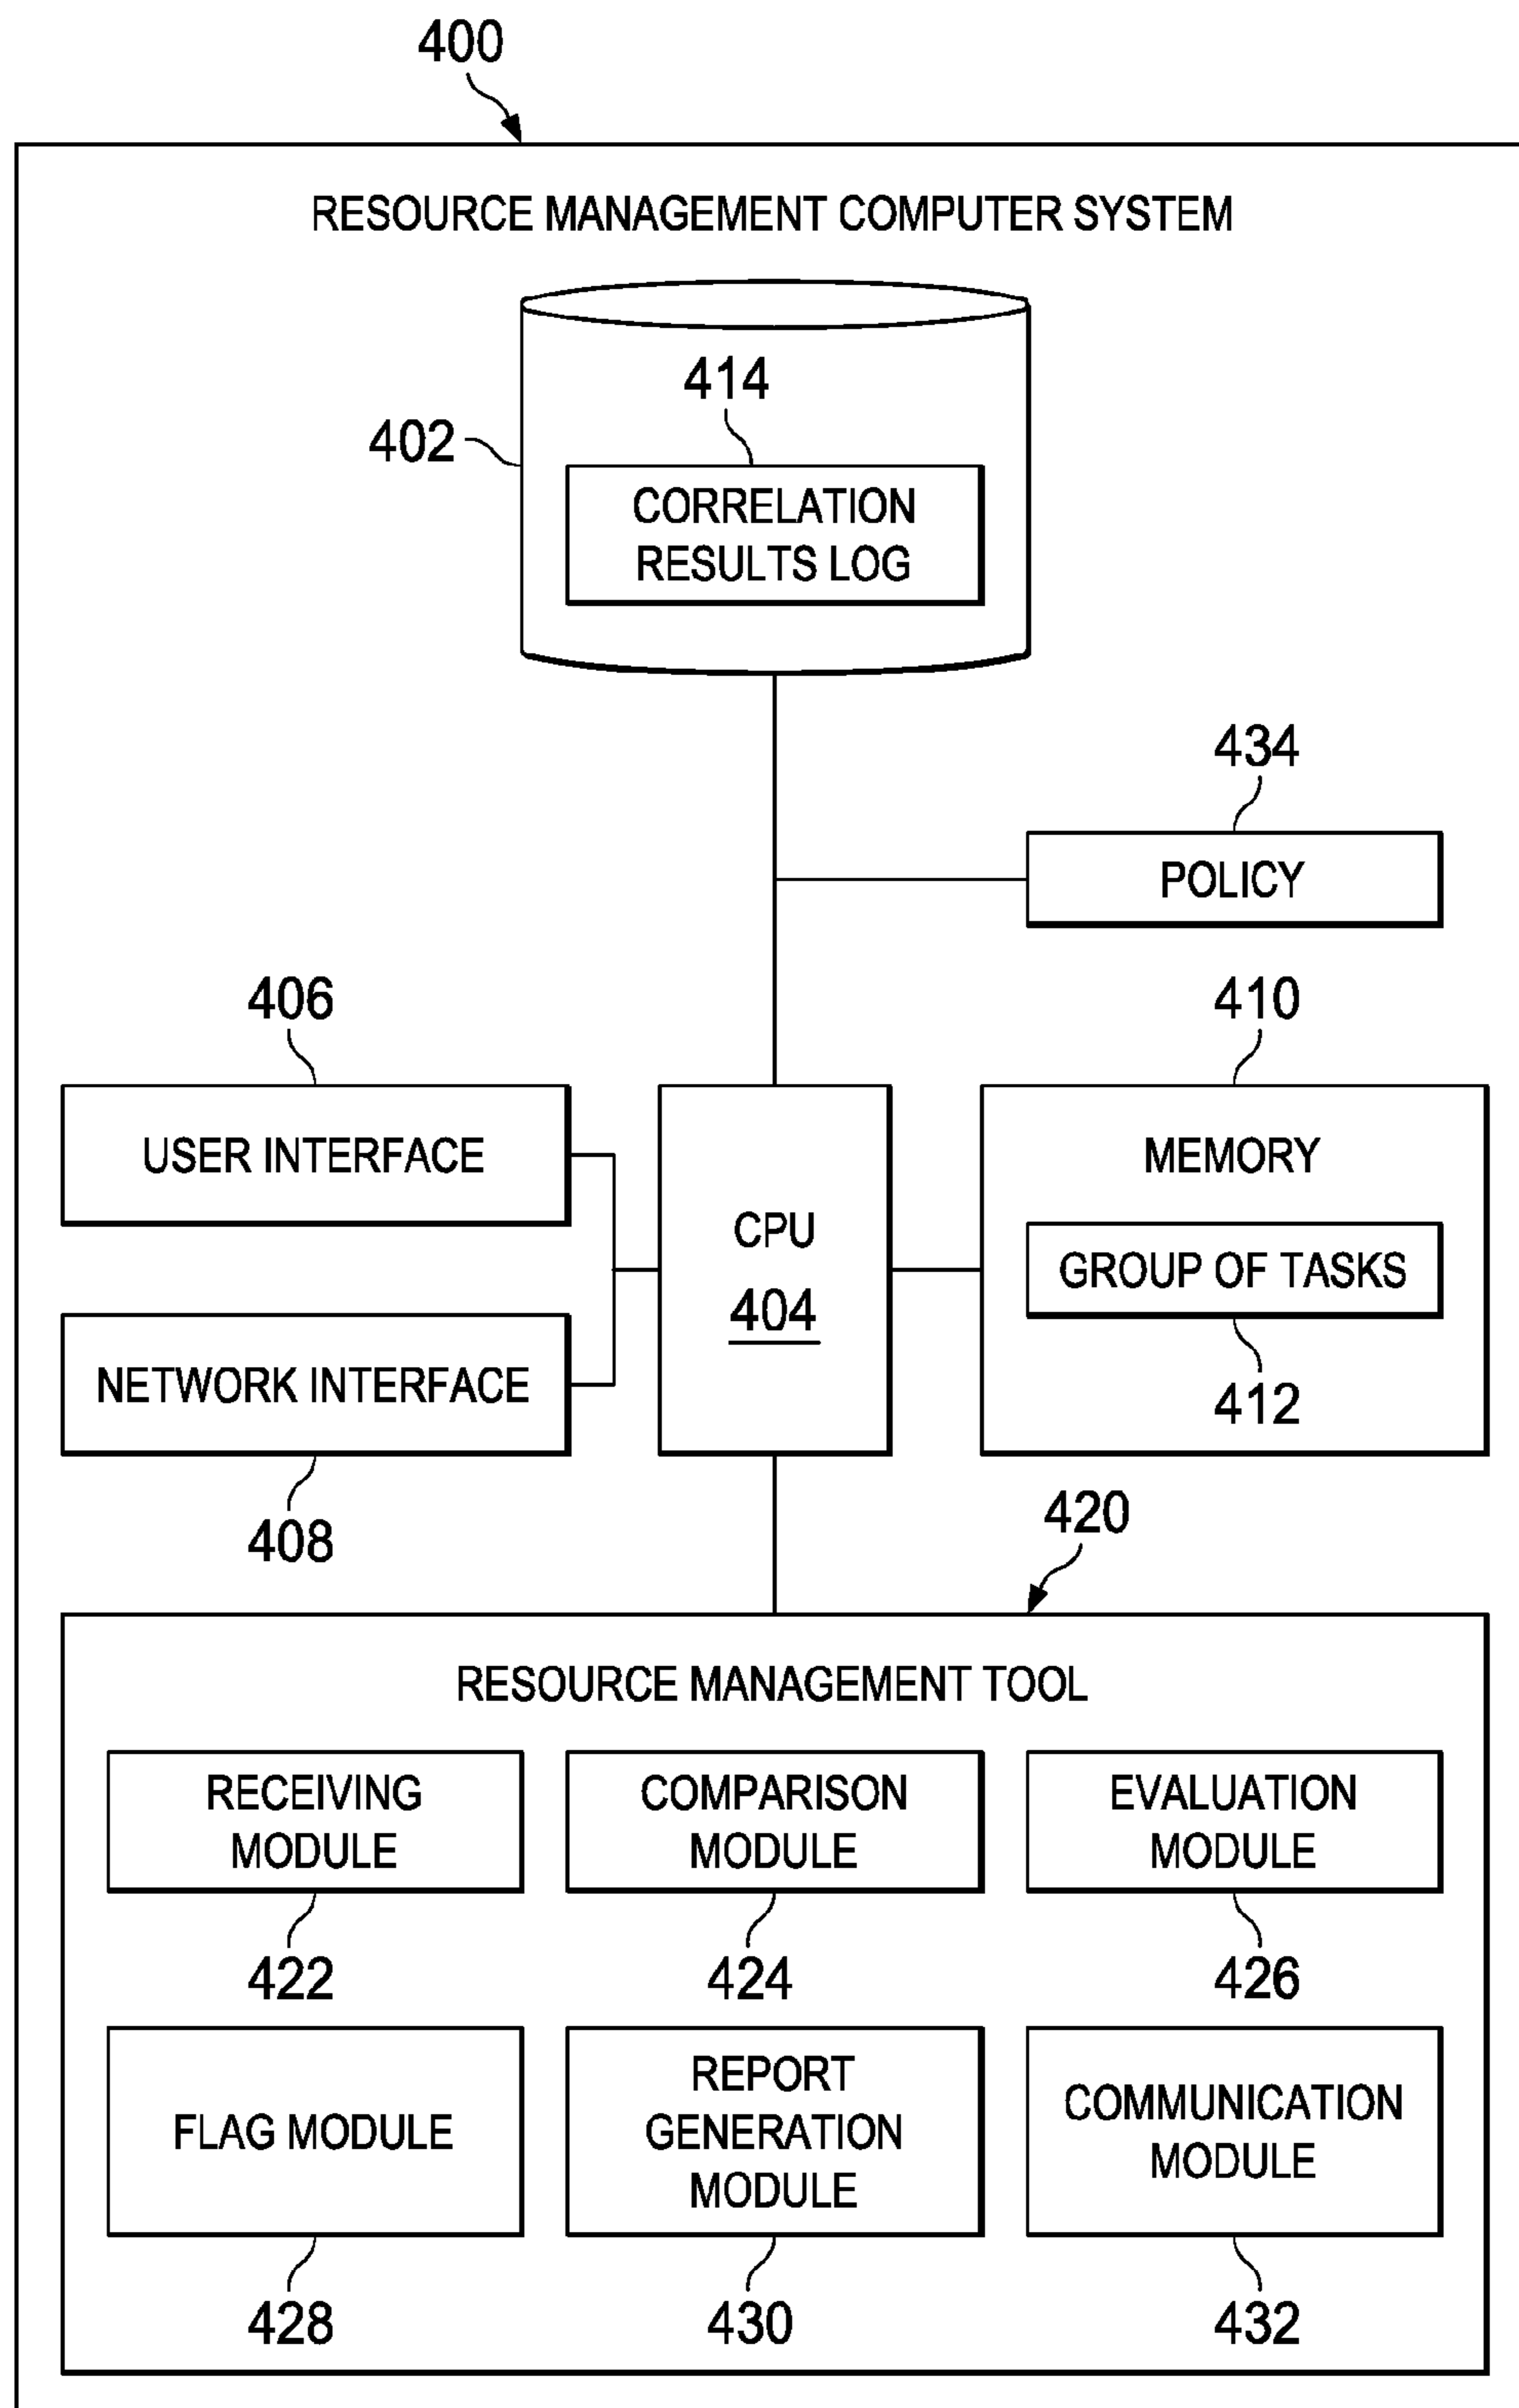 400
RESOURCE MANAGEMENT COMPUTER SYSTEM
414
402
CORRELATION
RESULTS LOG
434
POLICY
406
410
USER INTERFACE
MEMORY
CPU
404
GROUP OF TASKS
NETWORK INTERFACE
412
408
420
RESOURCE MANAGEMENT TOOL
RECEIVING
MODULE
COMPARISON
MODULE
EVALUATION
MODULE
422
424
426
FLAG MODULE
REPORT
GENERATION
MODULE
COMMUNICATION
MODULE
428
430
432